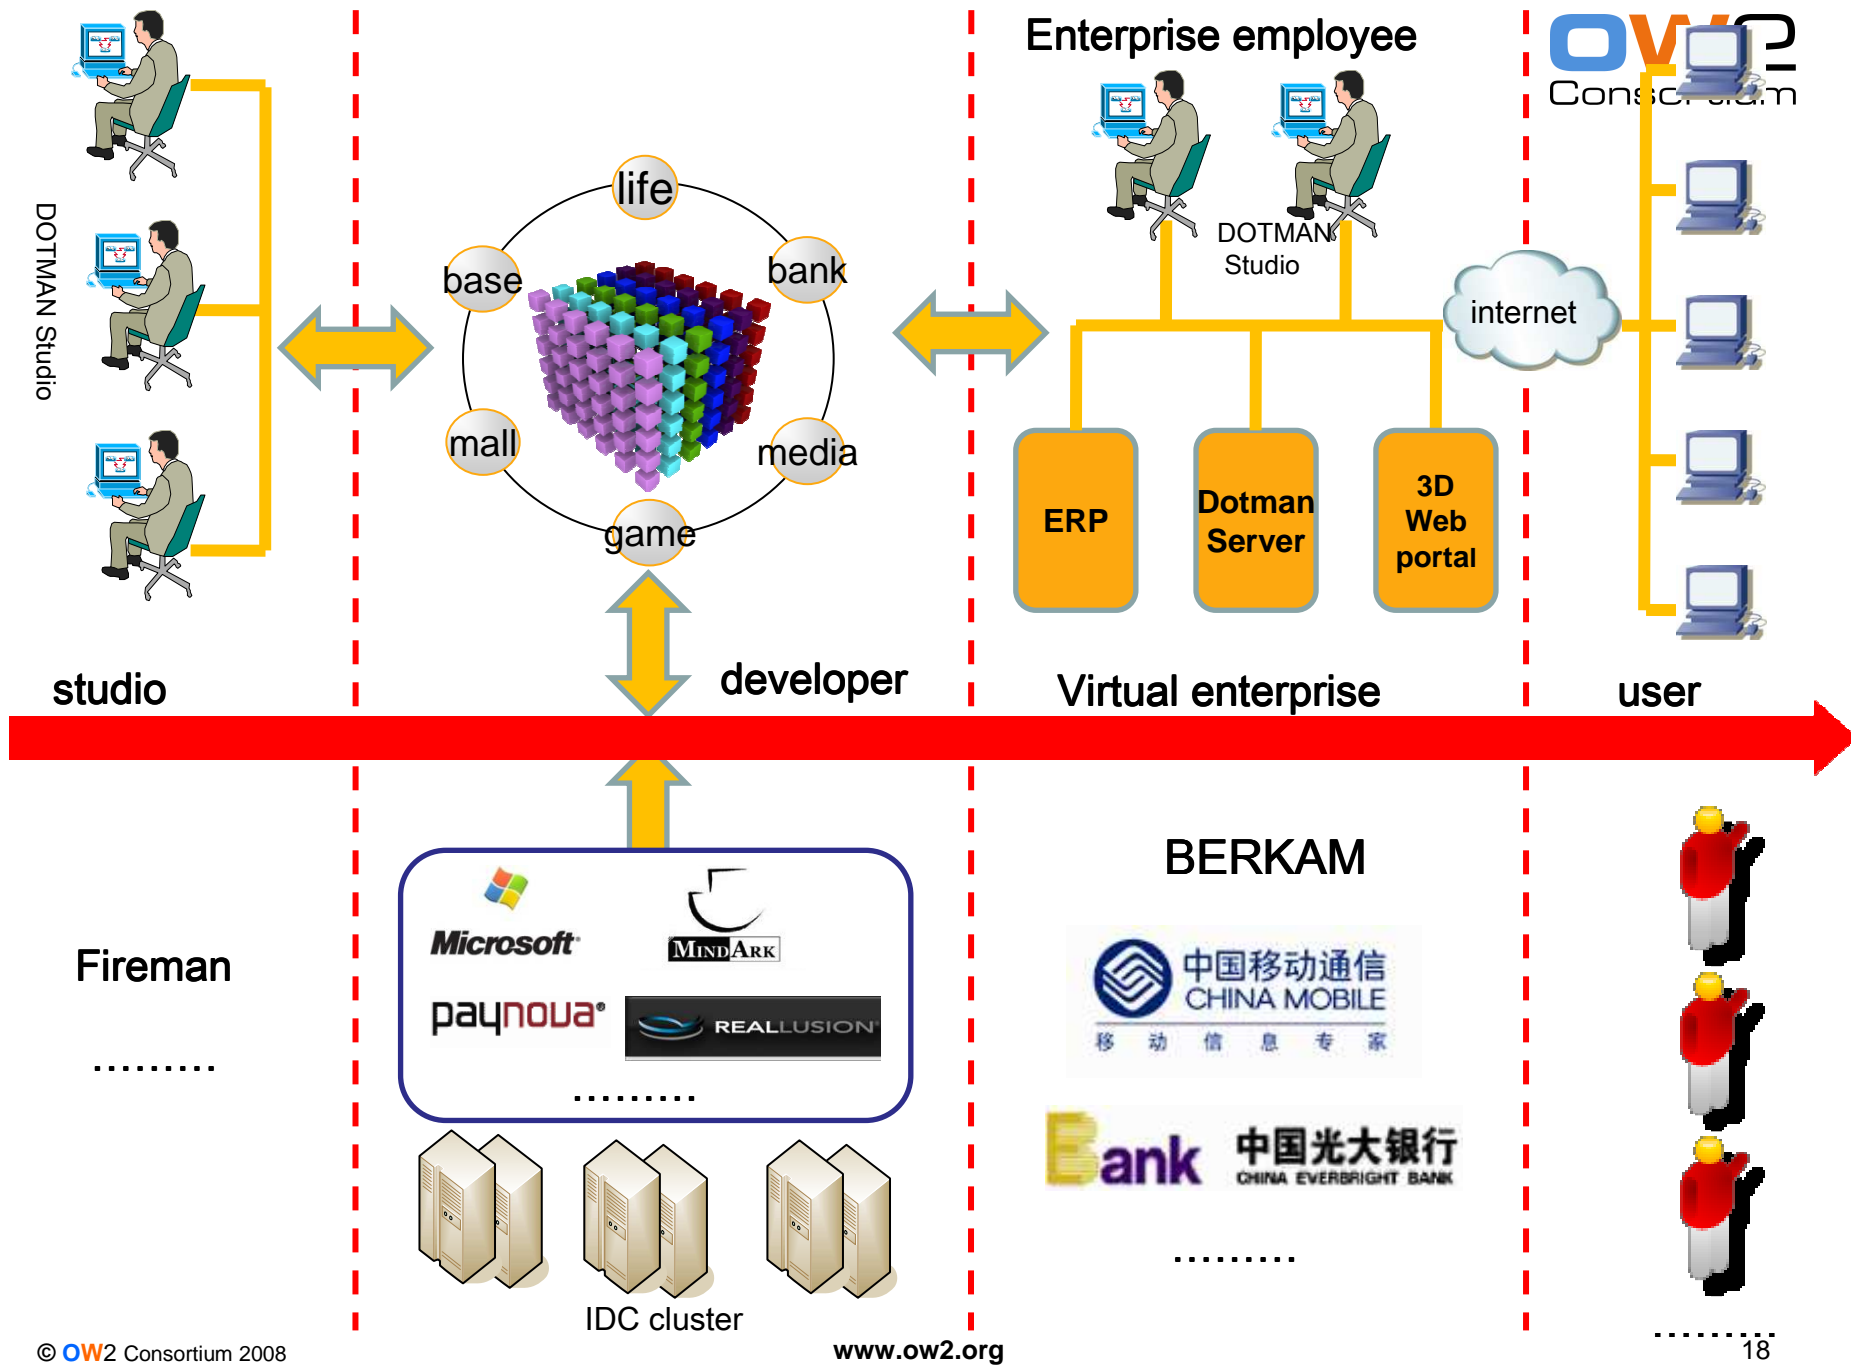 Enterprise employee
OW2
Consortium
DOTMAN Studio
life
base
bank
mall
media
game
DOTMAN
Studio
internet
ERP
Dotman
Server
3D
Web
portal
studio
developer
Virtual enterprise
user
Fireman
.........
Microsoft
MINDARK
paynova®
REALLUSION®
.........
IDC cluster
BERKAM
中国移动通信
CHINA MOBILE
移动信息专家
Bank
中国光大银行
CHINA EVERBRIGHT BANK
.........
.........
© OW2 Consortium 2008
www.ow2.org
18